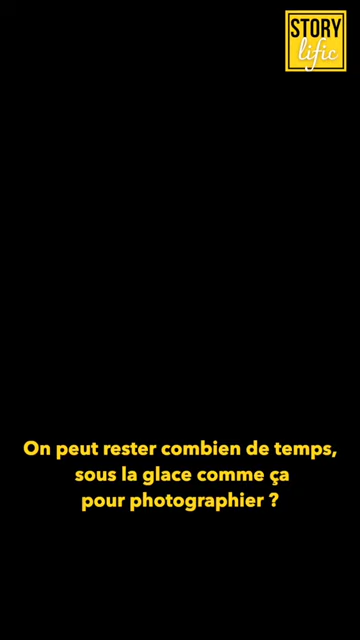 STORY
lific
On peut rester combien de temps,
sous la glace comme ça
pour photographier ?